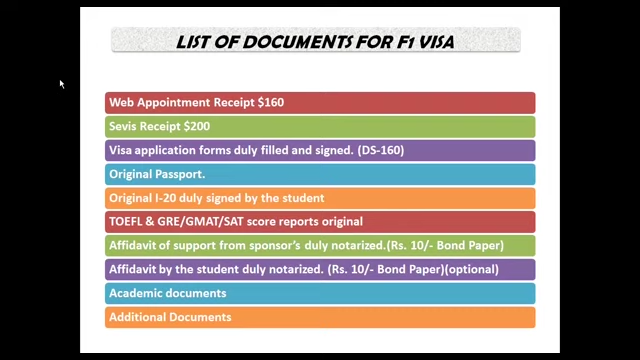 LIST OF DOCUMENTS FOR F1 VISA
Web Appointment Receipt $160
Sevis Receipt $200
Visa application forms duly filled and signed. (DS-160)
Original Passport.
Original I-20 duly signed by the student
TOEFL & GRE/GMAT/SAT score reports original
Affidavit of support from sponsor's duly notarized.(Rs. 10/- Bond Paper)
Affidavit by the student duly notarized. (Rs. 10/- Bond Paper)(optional)
Academic documents
Additional Documents